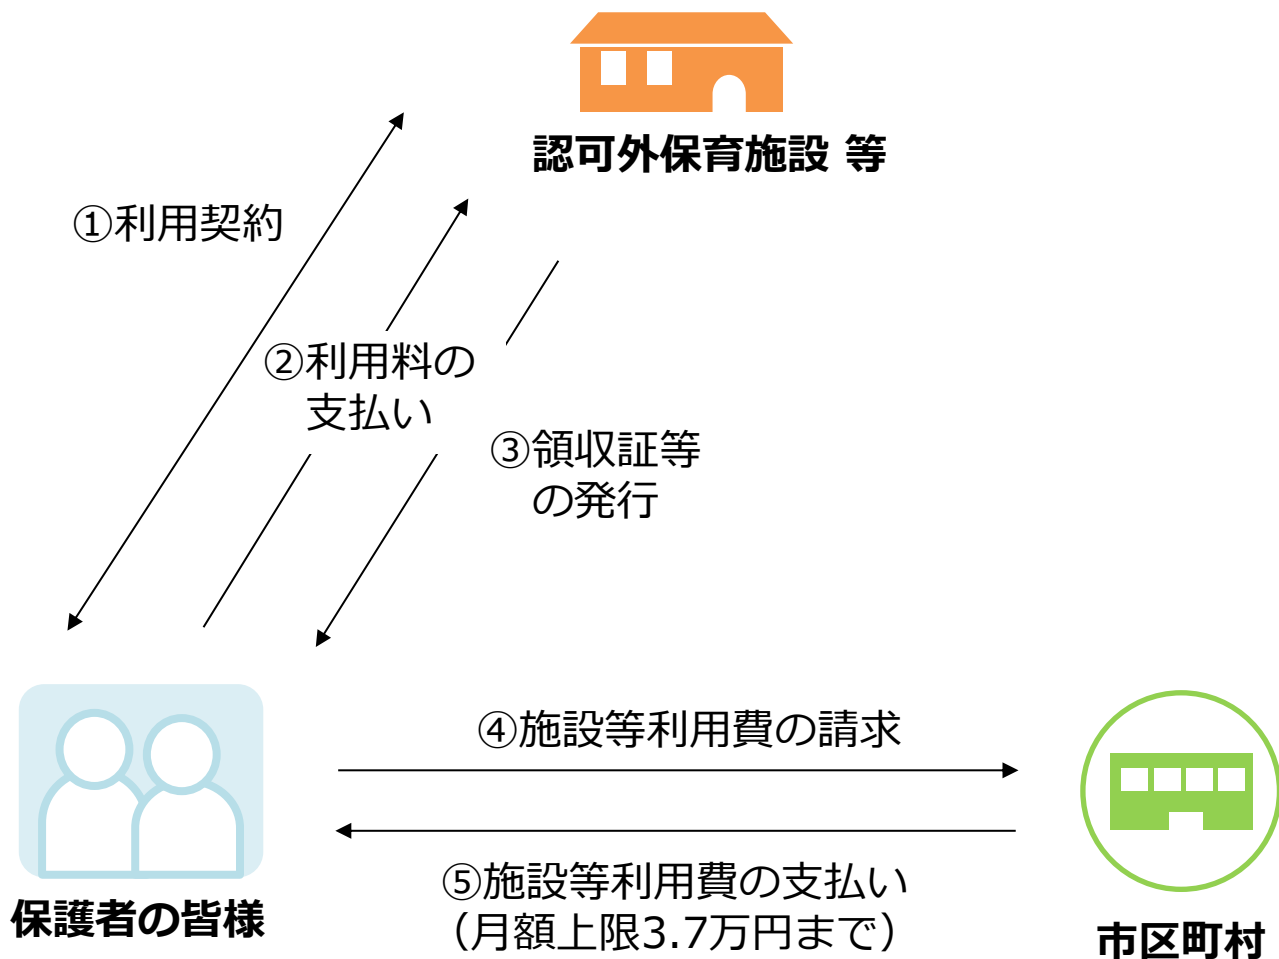 認可外保育施設 等
①利用契約
②利用料の
支払い
③領収証等
の発行
④施設等利用費の請求
⑤施設等利用費の支払い
（月額上限3.7万円まで）
保護者の皆様
市区町村